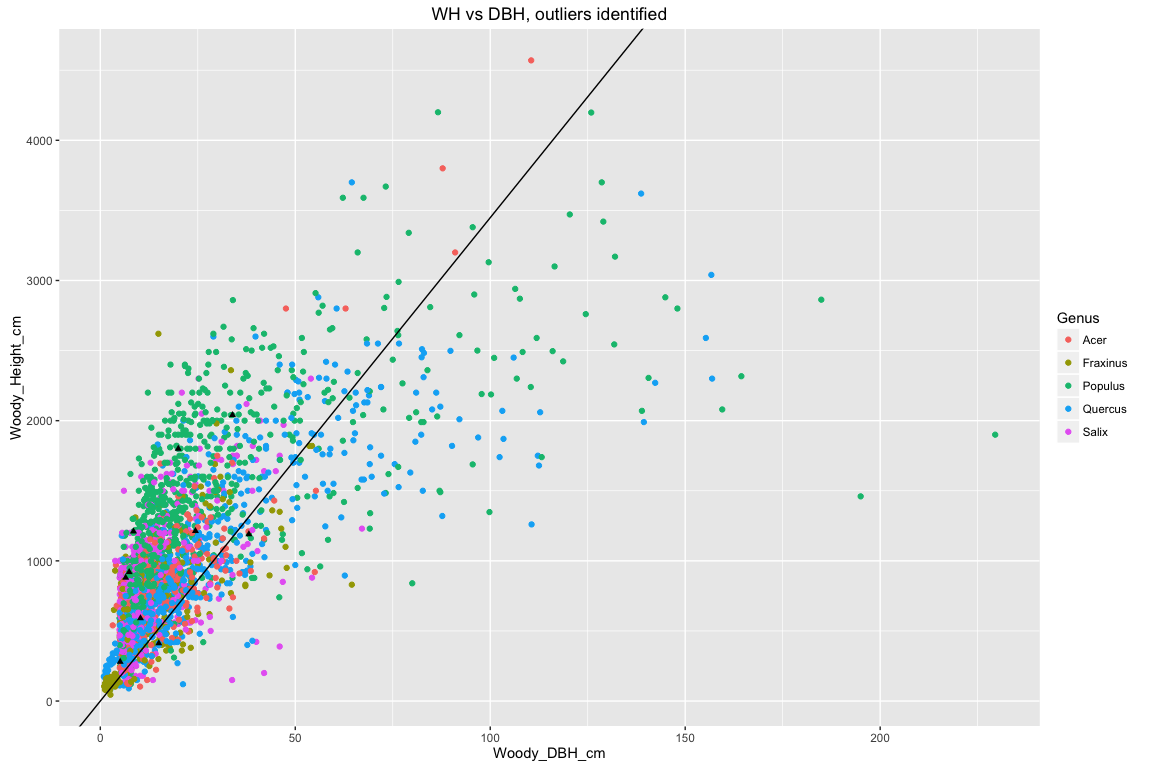 WH vs DBH, outliers identified
Woody_Height_cm
4000
3000
2000
1000
0
0 50 100 150 200
Woody_DBH_cm
Genus
Acer
Fraxinus
Populus
Quercus
Salix